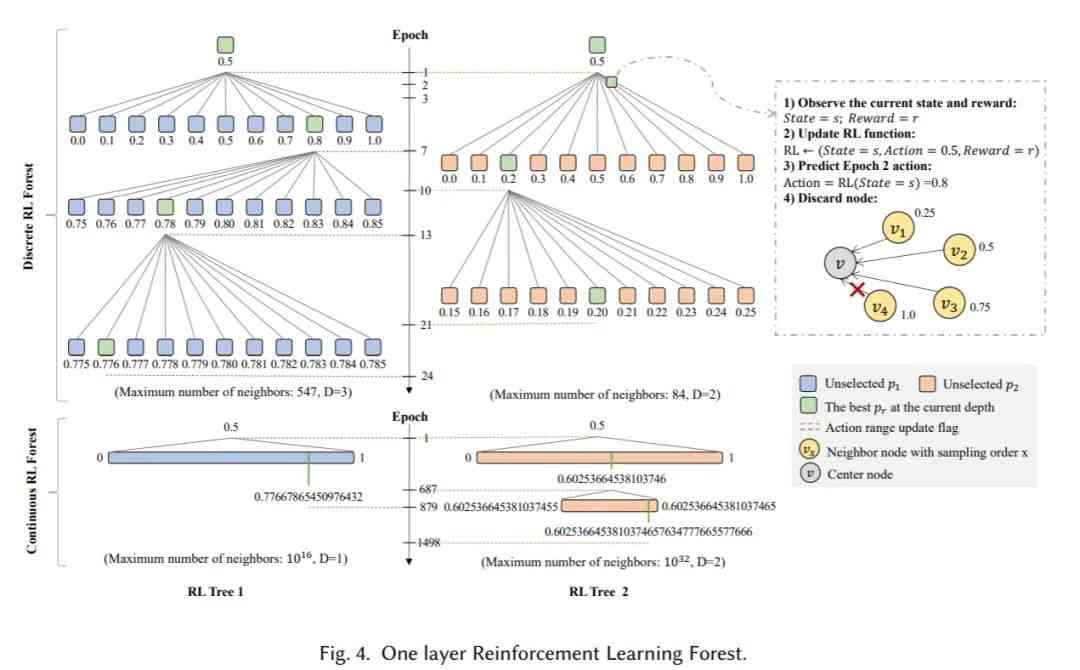 Epoch
0.5
0.5
1
2
3
0.0 0.1 0.2 0.3 0.4 0.5 0.6 0.7 0.8 0.9 1.0
7
0.0 0.1 0.2 0.3 0.4 0.5 0.6 0.7 0.8 0.9 1.0
10
0.75 0.76 0.77 0.78 0.79 0.80 0.81 0.82 0.83 0.84 0.85
13
0.15 0.16 0.17 0.18 0.19 0.20 0.21 0.22 0.23 0.24 0.25
21
0.775 0.776 0.777 0.778 0.779 0.780 0.781 0.782 0.783 0.784 0.785
24
(Maximum number of neighbors: 547, D=3)
(Maximum number of neighbors: 84, D=2)
Discrete RL Forest
1) Observe the current state and reward:
State = s; Reward = r
2) Update RL function:
RL ← (State = s, Action = 0.5, Reward = r)
3) Predict Epoch 2 action:
Action = RL(State = s) =0.8
4) Discard node:
v1 0.25
v2 0.5
v
v3 0.75
v4 1.0
Unselected p1
Unselected p2
The best pr at the current depth
Action range update flag
vx Neighbor node with sampling order x
v Center node
Continuous RL Forest
Epoch
0.5
0.5
1
0 1
0 1
0.77667865450976432
0.60253664538103746
687
879
0.602536645381037455
0.602536645381037465
0.60253664538103746576347776655​77666
1498
(Maximum number of neighbors: 10^16, D=1)
(Maximum number of neighbors: 10^32, D=2)
RL Tree 1
RL Tree 2
Fig. 4. One layer Reinforcement Learning Forest.